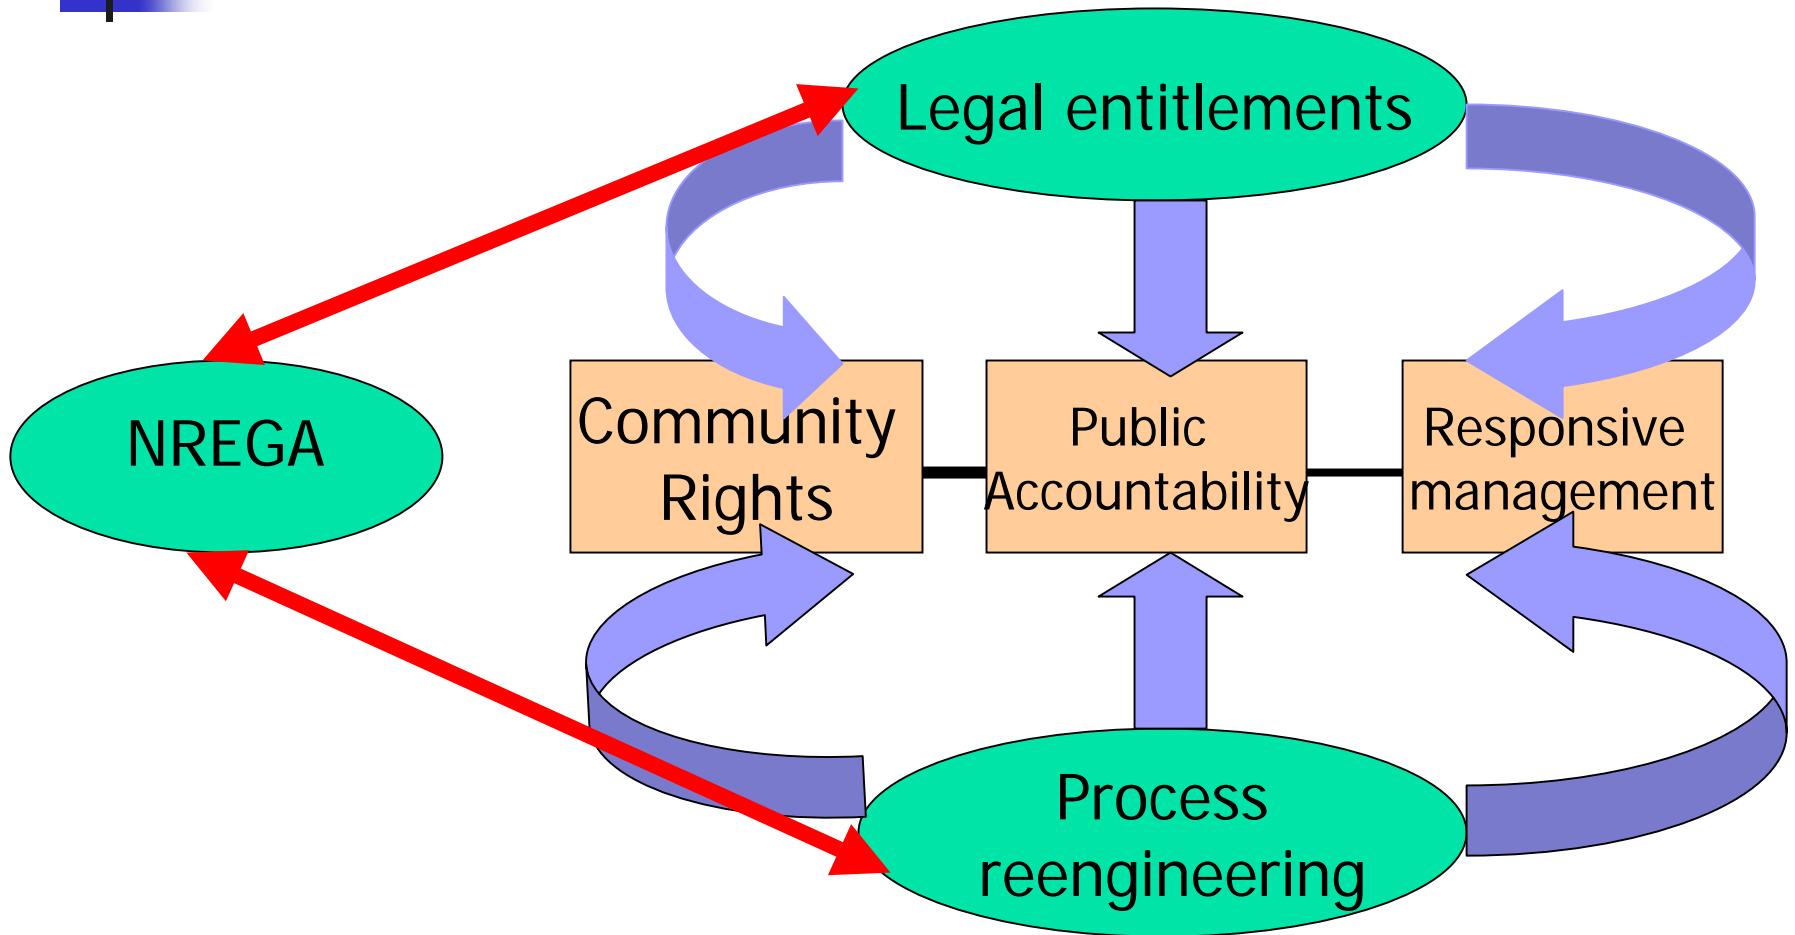 Legal entitlements
NREGA
Community
Rights
Public
Accountability
Responsive
management
Process
reengineering